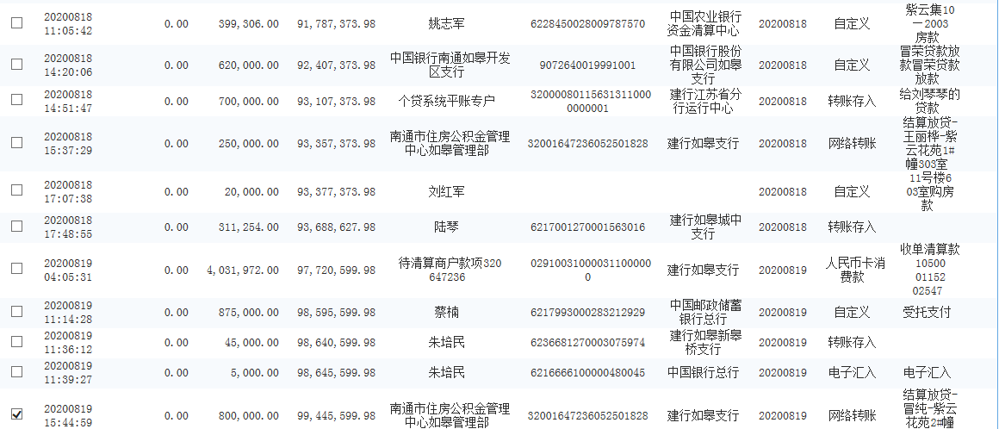 20200818 11:05:42 0.00 399,306.00 91,787,373.98 姚志军 6228450028009787570 中国农业银行资金清算中心 20200818 自定义 紫云集10一2003房款
20200818 14:20:06 0.00 620,000.00 92,407,373.98 中国银行南通如皋开发区支行 9072640019991001 中国银行股份有限公司如皋支行 20200818 自定义 冒荣贷款放款冒荣贷款放款
20200818 14:51:47 0.00 700,000.00 93,107,373.98 个贷系统平账专户 320000801156313110000000001 建行江苏省分行运行中心 20200818 转账存入 给刘琴琴的贷款
20200818 15:37:29 0.00 250,000.00 93,357,373.98 南通市住房公积金管理中心如皋管理部 32001647236052501828 建行如皋支行 20200818 网络转账 结算放贷-王丽桦-紫云花苑1#幢303室
20200818 17:07:38 0.00 20,000.00 93,377,373.98 刘红军 20200818 自定义 11号楼603室购房款
20200818 17:48:55 0.00 311,254.00 93,688,627.98 陆琴 6217001270001563016 建行如皋城中支行 20200818 转账存入
20200819 04:05:31 0.00 4,031,972.00 97,720,599.98 待清算商户款项320647236 029100310000311000000 建行如皋支行 20200819 人民币卡消费款 收单清算款105000115202547
20200819 11:14:28 0.00 875,000.00 98,595,599.98 蔡楠 6217993000283212929 中国邮政储蓄银行总行 20200819 自定义 受托支付
20200819 11:36:12 0.00 45,000.00 98,640,599.98 朱培民 6236681270003075974 建行如皋新皋桥支行 20200819 转账存入
20200819 11:39:27 0.00 5,000.00 98,645,599.98 朱培民 6216666100000480045 中国银行总行 20200819 电子汇入 电子汇入
20200819 15:44:59 0.00 800,000.00 99,445,599.98 南通市住房公积金管理中心如皋管理部 32001647236052501828 建行如皋支行 20200819 网络转账 结算放贷-冒纯-紫云花苑2#幢